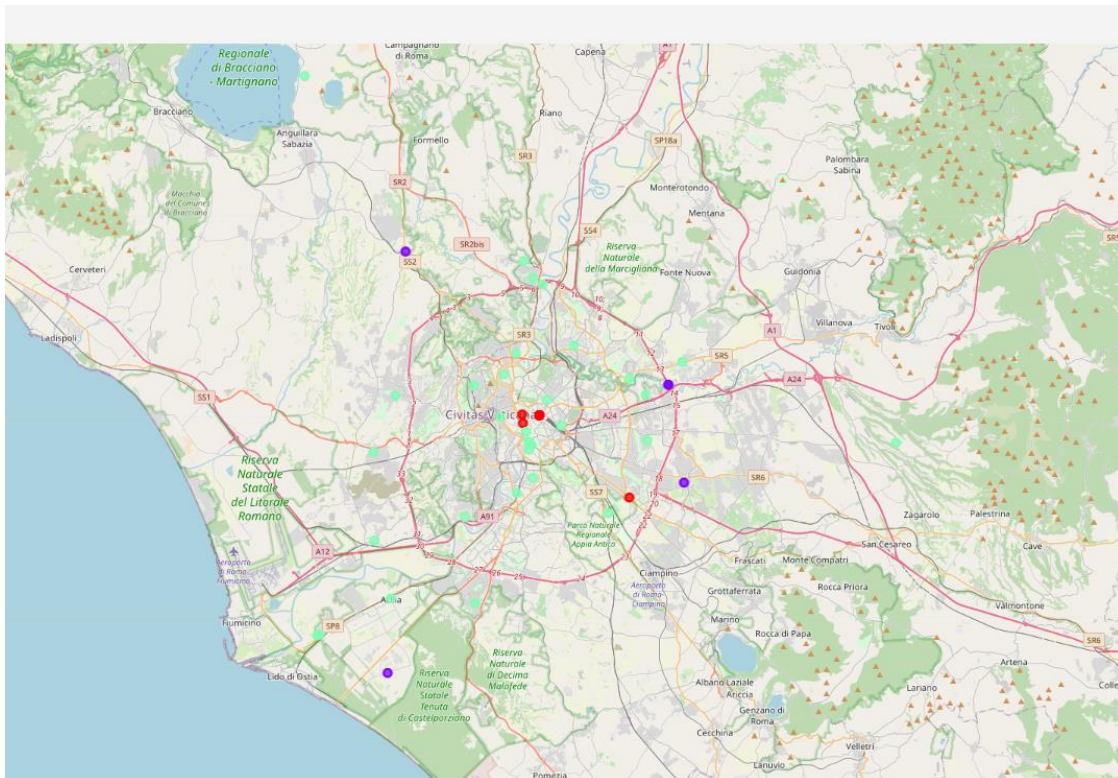 Regionale
di Bracciano
- Martignano
Campagnano
di Roma
Capena
A1
Bracciano
Riano
Anguillara
Sabazia
Formello
SR3
SP18a
Palombara
Sabina
Macchia
del Comune
di Bracciano
SR2
Monterotondo
Mentana
SS4
SR2bis
SS2
Riserva
Naturale
della Marcigliana
Cerveteri
Fonte Nuova
Guidonia
Ladispoli
SR3
A1
Villanova
Tivoli
SR5
A24
SS1
Civitas Vaticana
A24
Riserva
Naturale
Statale
del Litorale
Romano
SR6
SS7
A91
Palestrina
Zagarolo
Parco Naturale
Regionale
Appia Antica
San Cesareo
Cave
A12
Aeroporto
di Roma-
Fiumicino
Frascati
Monte Compatri
Ciampino
Aeroporto
di Roma-
Ciampino
Grottaferrata
Rocca Priora
Valmontone
Acilia
Fiumicino
SP8
Marino
Rocca di Papa
SR6
Lido di Ostia
Riserva
Naturale
di Decima
Malafede
Riserva
Naturale
Statale
Tenuta
di Castelporziano
Artena
Albano Laziale
Ariccia
Lariano
Genzano di
Roma
Cecchina
Velletri
Lanuvio
Pomezia